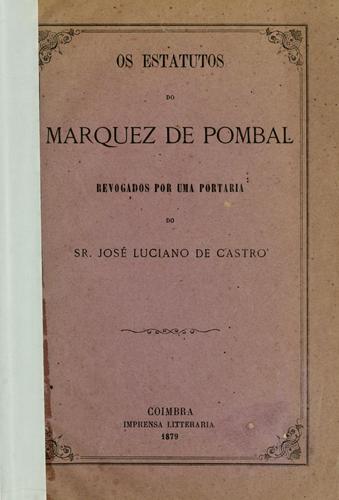 OS ESTATUTOS
DO
MARQUEZ DE POMBAL
REVOGADOS POR UMA PORTARIA
DO
SR. JOSÉ LUCIANO DE CASTRO
COIMBRA
IMPRENSA LITTERARIA
1879